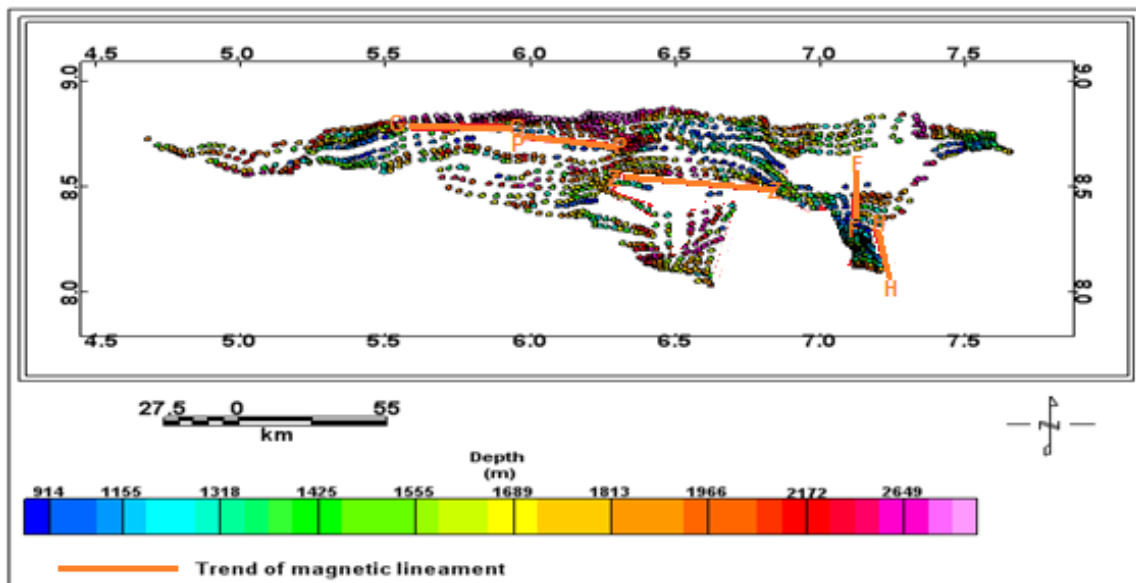 4.5 5.0 5.5 6.0 6.5 7.0 7.5
9.0 9.0
G
P
F
8.5 8.5
Z
H
8.0 8.0
4.5 5.0 5.5 6.0 6.5 7.0 7.5
27.5 0 55
km
N
Depth
(m)
914 1155 1318 1425 1555 1689 1813 1966 2172 2649
Trend of magnetic lineament